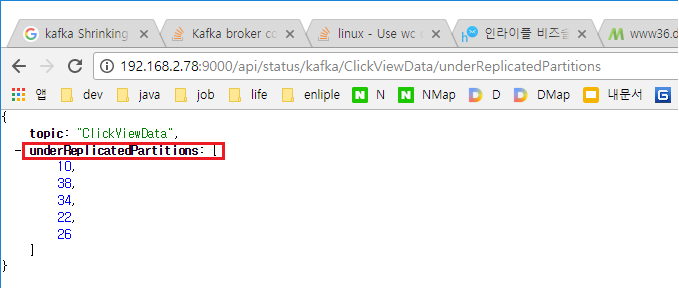 kafka Shrinking
Kafka broker co
linux - Use wc
인라이플 비즈
www36.d
192.168.2.78:9000/api/status/kafka/ClickViewData/underReplicatedPartitions
앱 dev java job life enliple N N NMap D D DMap 내문서 G
{
topic: "ClickViewData",
- underReplicatedPartitions: [
10,
38,
34,
22,
26
]
}